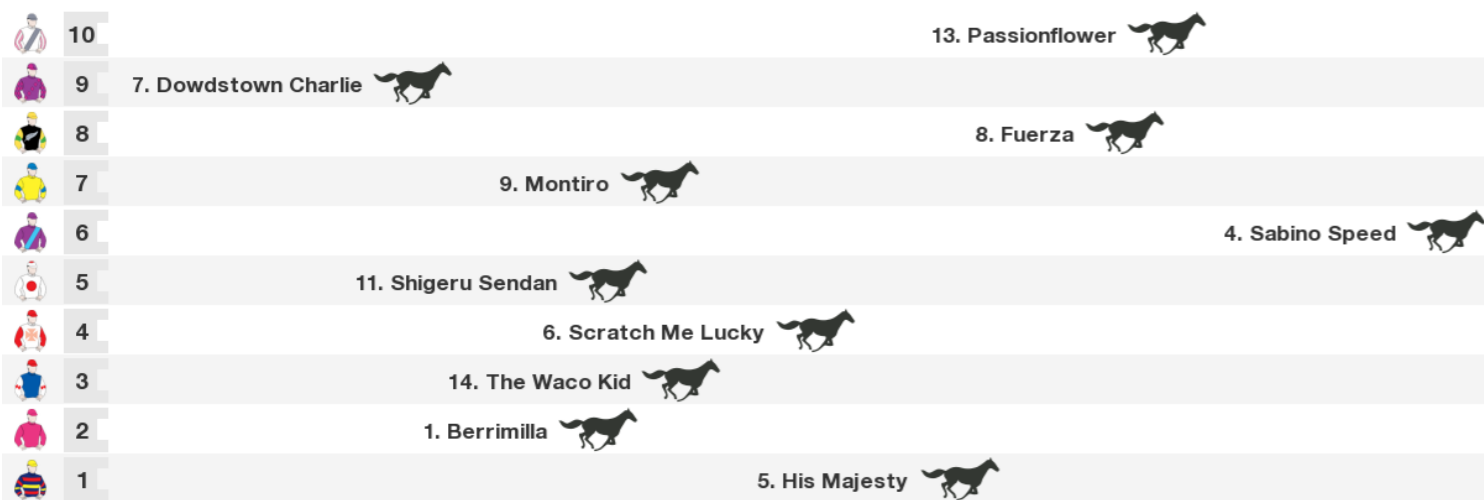 10 13. Passionflower
9 7. Dowdstown Charlie
8 8. Fuerza
7 9. Montiro
6 4. Sabino Speed
5 11. Shigeru Sendan
4 6. Scratch Me Lucky
3 14. The Waco Kid
2 1. Berrimilla
1 5. His Majesty